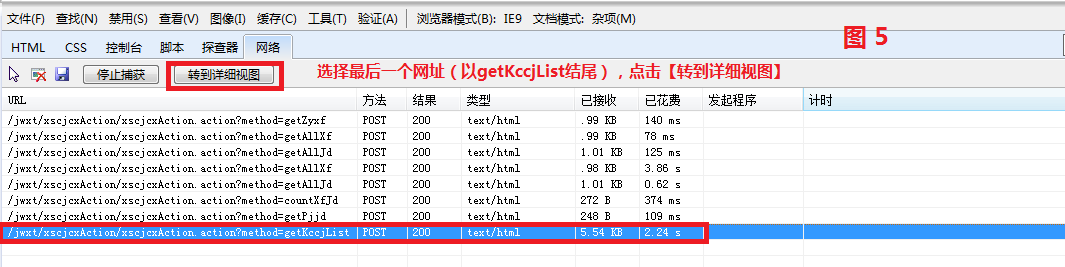 文件(F) 查找(N) 禁用(S) 查看(V) 图像(I) 缓存(C) 工具(T) 验证(A) 浏览器模式(B): IE9 文档模式: 杂项(M)
图 5
HTML CSS 控制台 脚本 探查器 网络
停止捕获 转到详细视图 选择最后一个网址（以getKccjList结尾），点击【转到详细视图】
URL 方法 结果 类型 已接收 已花费 发起程序 计时
/jwxt/xscjcxAction/xscjcxAction.action?method=getZyxf POST 200 text/html .99 KB 140 ms
/jwxt/xscjcxAction/xscjcxAction.action?method=getAllXf POST 200 text/html .99 KB 78 ms
/jwxt/xscjcxAction/xscjcxAction.action?method=getAllJd POST 200 text/html 1.01 KB 125 ms
/jwxt/xscjcxAction/xscjcxAction.action?method=getAllXf POST 200 text/html .98 KB 3.86 s
/jwxt/xscjcxAction/xscjcxAction.action?method=getAllJd POST 200 text/html 1.01 KB 0.62 s
/jwxt/xscjcxAction/xscjcxAction.action?method=countXfJd POST 200 text/html 272 B 374 ms
/jwxt/xscjcxAction/xscjcxAction.action?method=getPjjd POST 200 text/html 248 B 109 ms
/jwxt/xscjcxAction/xscjcxAction.action?method=getKccjList POST 200 text/html 5.54 KB 2.24 s